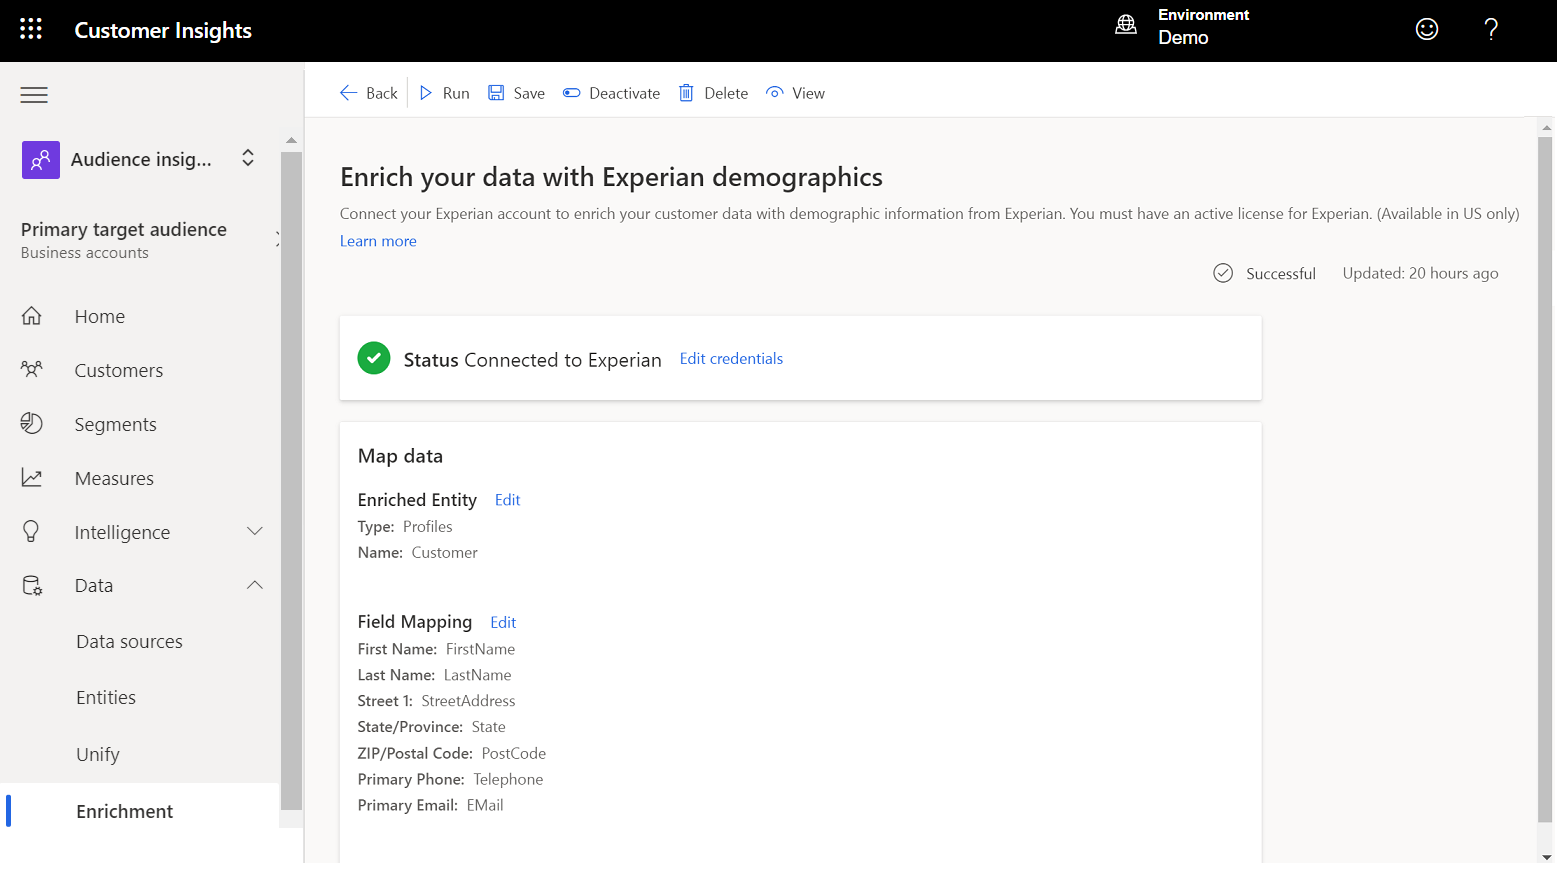 Customer Insights
Environment
Demo
?
Back
Run
Save
Deactivate
Delete
View
Audience insig...
Primary target audience
Business accounts
Home
Customers
Segments
Measures
Intelligence
Data
Data sources
Entities
Unify
Enrichment
Enrich your data with Experian demographics
Connect your Experian account to enrich your customer data with demographic information from Experian. You must have an active license for Experian. (Available in US only)
Learn more
Successful Updated: 20 hours ago
Status Connected to Experian Edit credentials
Map data
Enriched Entity Edit
Type: Profiles
Name: Customer
Field Mapping Edit
First Name: FirstName
Last Name: LastName
Street 1: StreetAddress
State/Province: State
ZIP/Postal Code: PostCode
Primary Phone: Telephone
Primary Email: EMail